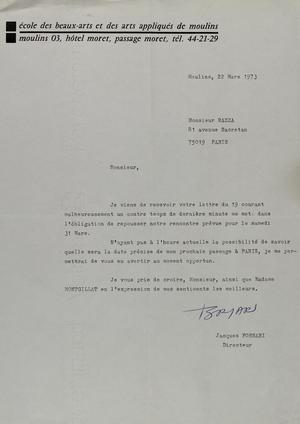 école des beaux-arts et des arts appliqués de moulins
moulins 03, hôtel moret, passage moret, tél. 44-21-29
Moulins, 22 Mars 1973
Monsieur RAZZA
81 avenue Secretan
75019 PARIS
Monsieur,
Je viens de recevoir votre lettre du 19 courant
malheureusement un contre temps de dernière minute me met dans
l'obligation de repousser notre rencontre prévue pour le samedi
31 Mars.
N'ayant pas à l'heure actuelle la possibilité de savoir
quelle sera la date précise de mon prochain passage à PARIS, je me per-
mettrai de vous en avertir au moment opportun.
Je vous prie de croire, Monsieur, ainsi que Madame
MONTGILLAT en l'expression de mes sentiments les meilleurs.
Jacques FORNARI
Directeur